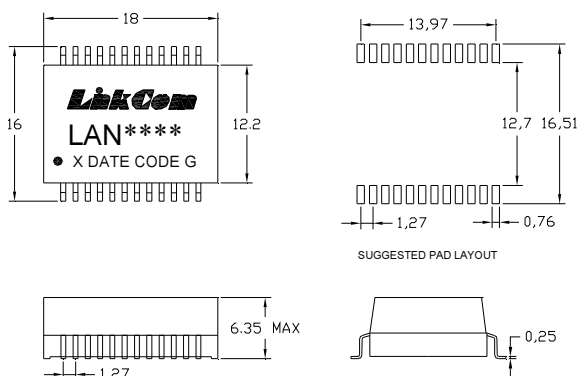 18
16
LinkCom
LAN****
X DATE CODE G
12.2
13,97
12,7
16,51
1,27
0,76
SUGGESTED PAD LAYOUT
6.35 MAX
1.27
0,25